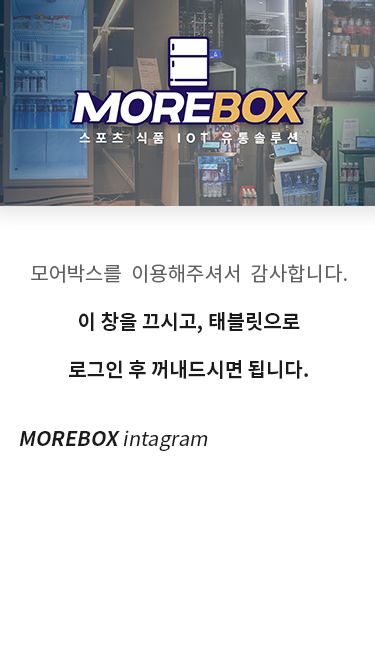 MOREBOX
스포츠 식품 IOT 유통솔루션
모어박스를 이용해주셔서 감사합니다.
이 창을 끄시고, 태블릿으로
로그인 후 꺼내드시면 됩니다.
MOREBOX intagram